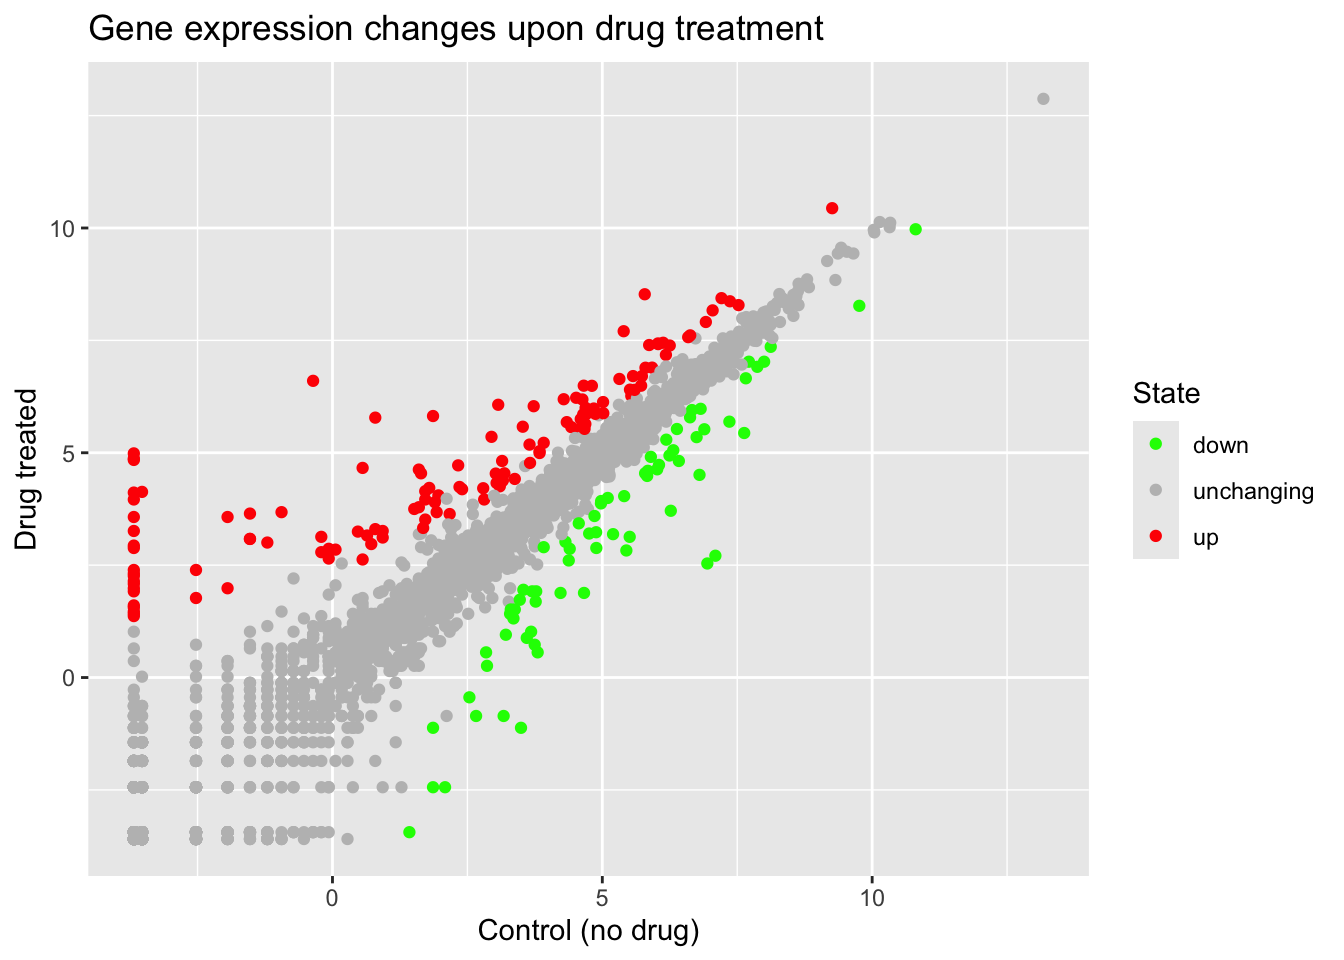 Gene expression changes upon drug treatment
Drug treated
10
5
0
0
5
10
Control (no drug)
State
down
unchanging
up